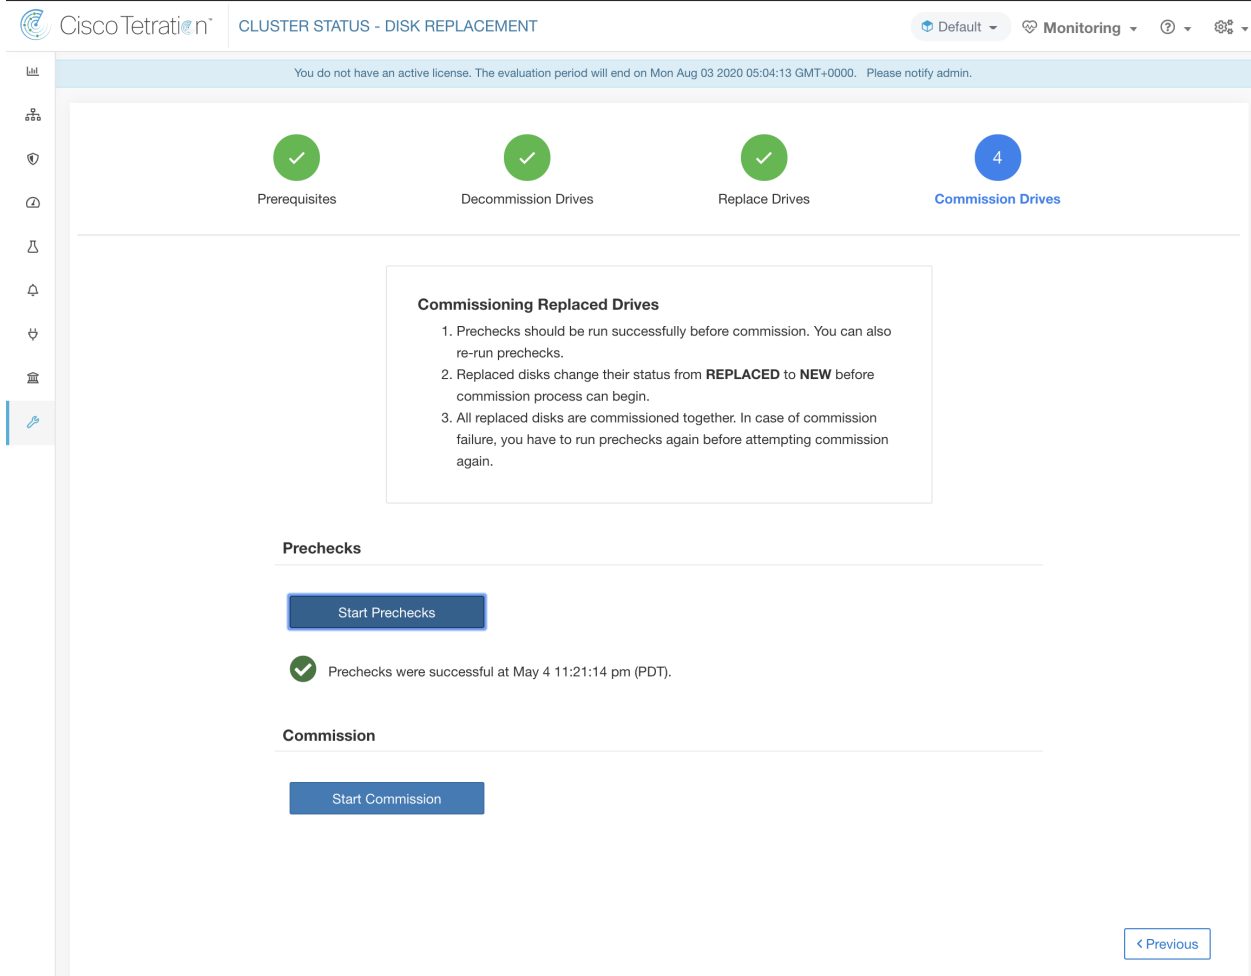 Cisco Tetration™ CLUSTER STATUS - DISK REPLACEMENT Default Monitoring
You do not have an active license. The evaluation period will end on Mon Aug 03 2020 05:04:13 GMT+0000. Please notify admin.
4
Prerequisites Decommission Drives Replace Drives Commission Drives
Commissioning Replaced Drives
1. Prechecks should be run successfully before commission. You can also
re-run prechecks.
2. Replaced disks change their status from REPLACED to NEW before
commission process can begin.
3. All replaced disks are commissioned together. In case of commission
failure, you have to run prechecks again before attempting commission
again.
Prechecks
Start Prechecks
Prechecks were successful at May 4 11:21:14 pm (PDT).
Commission
Start Commission
Previous